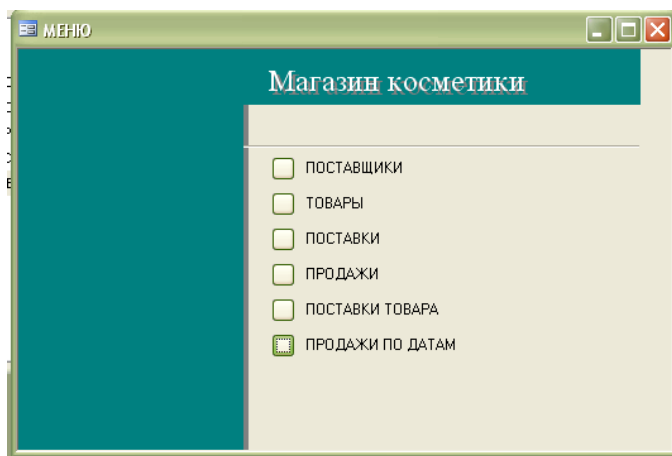 МЕНЮ
Магазин косметики
ПОСТАВЩИКИ
ТОВАРЫ
ПОСТАВКИ
ПРОДАЖИ
ПОСТАВКИ ТОВАРА
ПРОДАЖИ ПО ДАТАМ